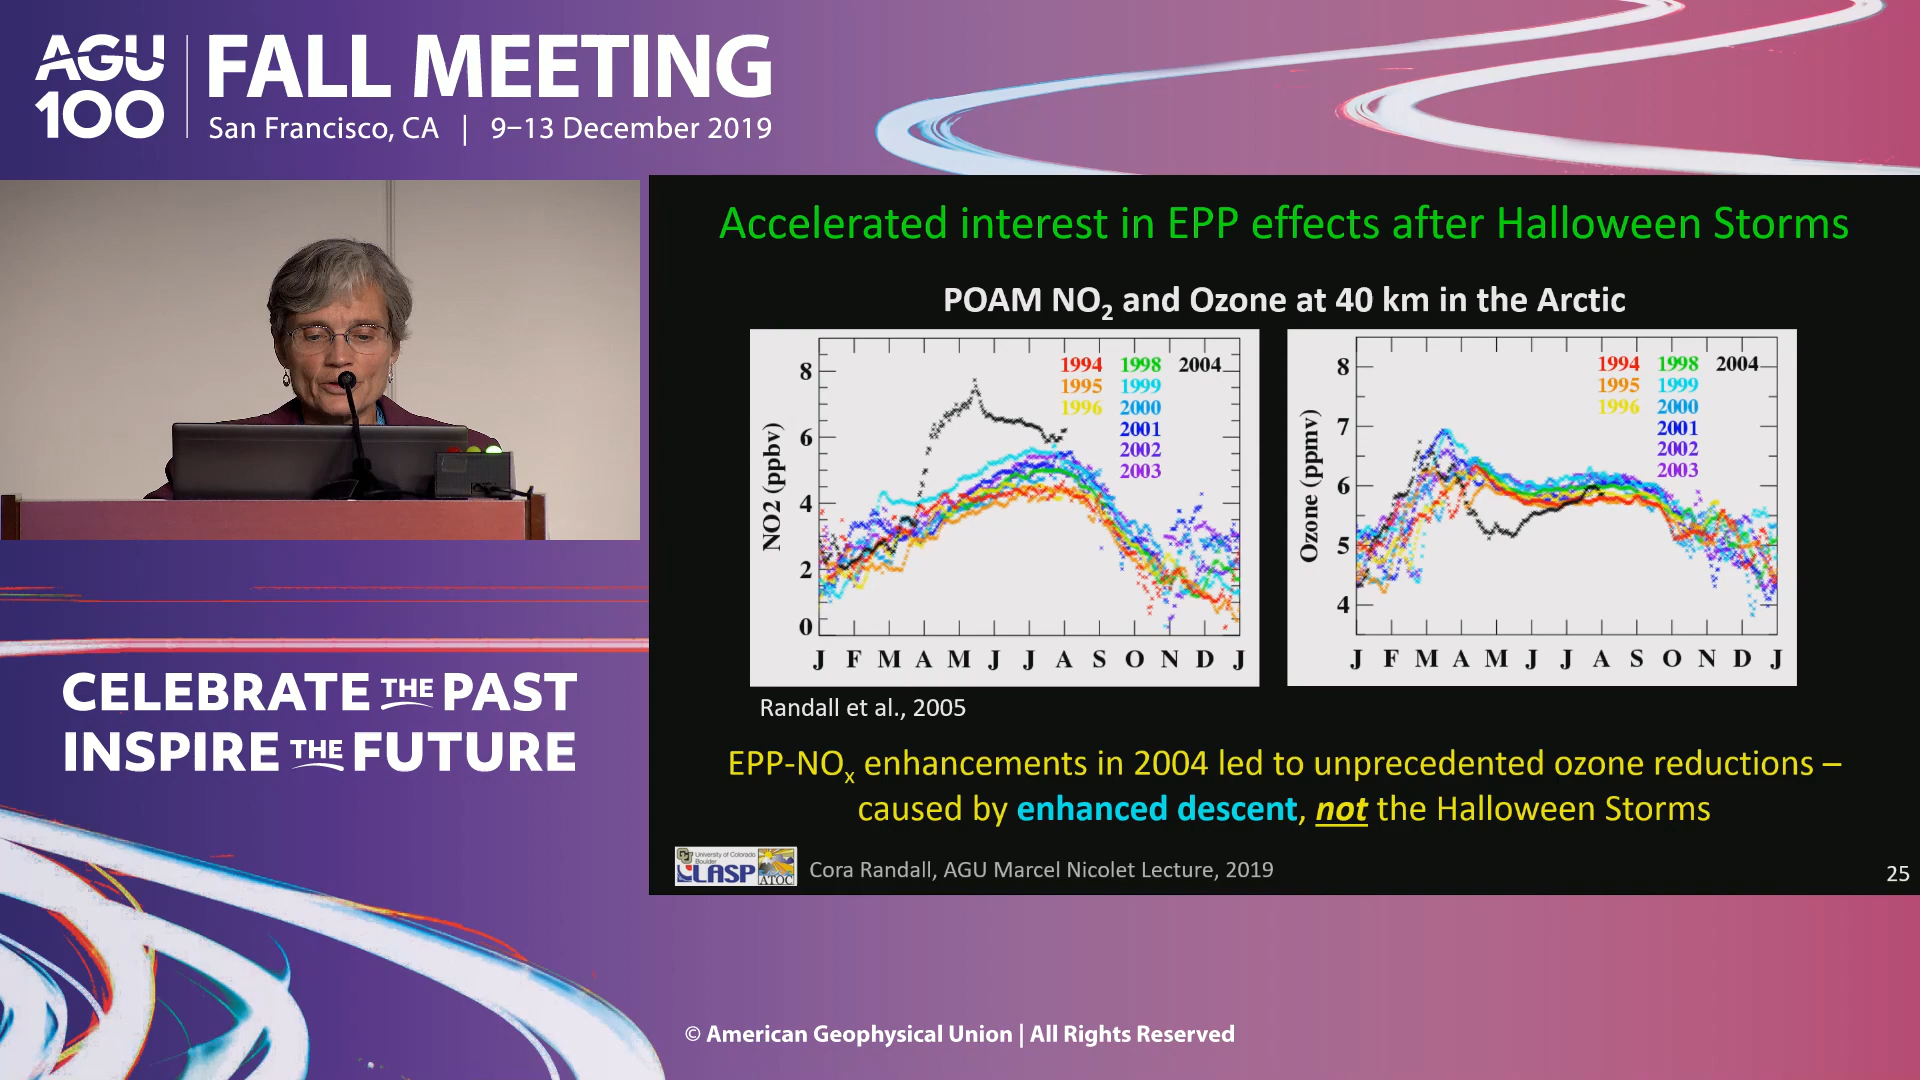 AGU
100
FALL MEETING
San Francisco, CA | 9–13 December 2019
Accelerated interest in EPP effects after Halloween Storms
POAM NO2 and Ozone at 40 km in the Arctic
1994 1998 2004
1995 1999
1996 2000
2001
2002
2003
8
6
4
2
0
NO2 (ppbv)
J F M A M J J A S O N D J
1994 1998 2004
1995 1999
1996 2000
2001
2002
2003
8
7
6
5
4
Ozone (ppmv)
J F M A M J J A S O N D J
Randall et al., 2005
EPP-NOx enhancements in 2004 led to unprecedented ozone reductions –
caused by enhanced descent, not the Halloween Storms
University of Colorado
Boulder
LASP
ATOC
Cora Randall, AGU Marcel Nicolet Lecture, 2019
25
CELEBRATE THE PAST
INSPIRE THE FUTURE
© American Geophysical Union | All Rights Reserved